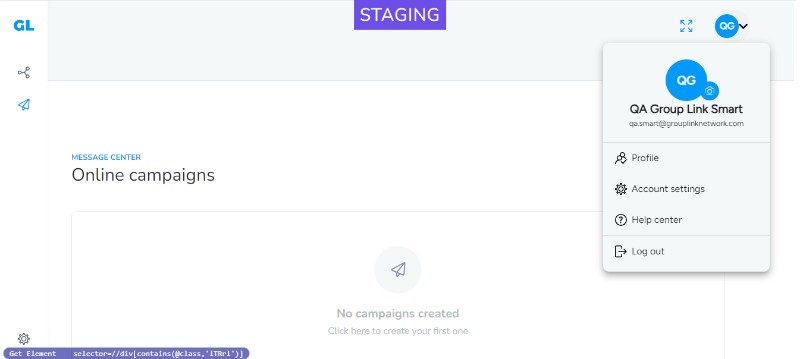 STAGING
GL
QG
QG
QA Group Link Smart
qa.smart@grouplinknetwork.com
Profile
Account settings
Help center
Log out
MESSAGE CENTER
Online campaigns
No campaigns created
Click here to create your first one
Get Element selector=//div[contains(@class,'lTRrl')]